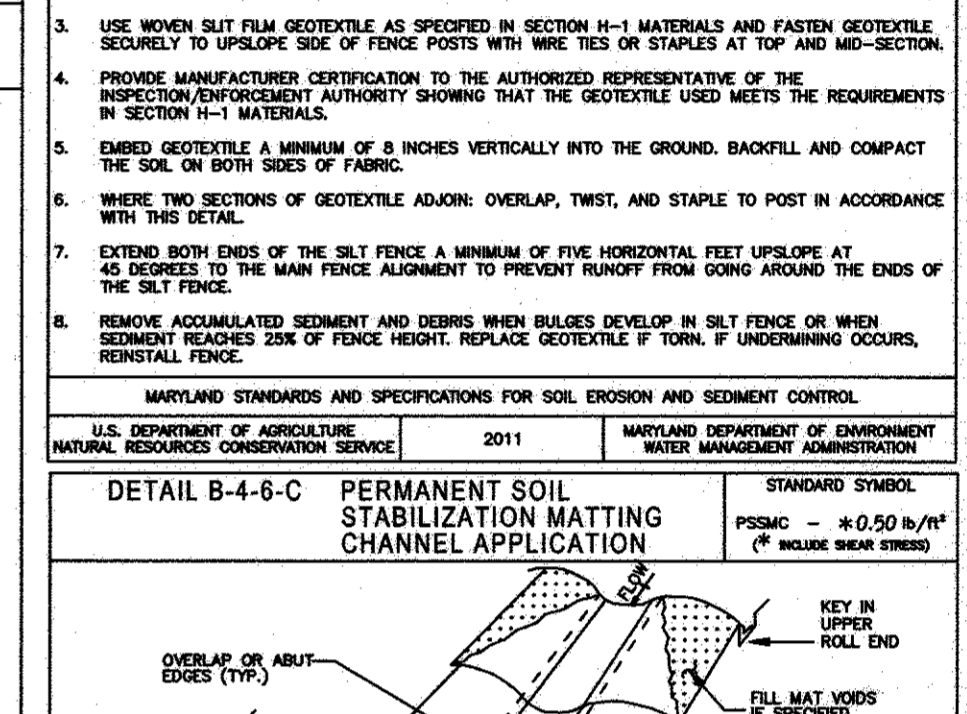 3. USE WOVEN SLIT FILM GEOTEXTILE AS SPECIFIED IN SECTION H-1 MATERIALS AND FASTEN GEOTEXTILE
SECURELY TO UPSLOPE SIDE OF FENCE POSTS WITH WIRE TIES OR STAPLES AT TOP AND MID-SECTION.
4. PROVIDE MANUFACTURER CERTIFICATION TO THE AUTHORIZED REPRESENTATIVE OF THE
INSPECTION/ENFORCEMENT AUTHORITY SHOWING THAT THE GEOTEXTILE USED MEETS THE REQUIREMENTS
IN SECTION H-1 MATERIALS.
5. EMBED GEOTEXTILE A MINIMUM OF 8 INCHES VERTICALLY INTO THE GROUND. BACKFILL AND COMPACT
THE SOIL ON BOTH SIDES OF FABRIC.
6. WHERE TWO SECTIONS OF GEOTEXTILE ADJOIN: OVERLAP, TWIST, AND STAPLE TO POST IN ACCORDANCE
WITH THIS DETAIL.
7. EXTEND BOTH ENDS OF THE SILT FENCE A MINIMUM OF FIVE HORIZONTAL FEET UPSLOPE AT
45 DEGREES TO THE MAIN FENCE ALIGNMENT TO PREVENT RUNOFF FROM GOING AROUND THE ENDS OF
THE SILT FENCE.
8. REMOVE ACCUMULATED SEDIMENT AND DEBRIS WHEN BULGES DEVELOP IN SILT FENCE OR WHEN
SEDIMENT REACHES 25% OF FENCE HEIGHT. REPLACE GEOTEXTILE IF TORN. IF UNDERMINING OCCURS,
REINSTALL FENCE.
MARYLAND STANDARDS AND SPECIFICATIONS FOR SOIL EROSION AND SEDIMENT CONTROL
U.S. DEPARTMENT OF AGRICULTURE
NATURAL RESOURCES CONSERVATION SERVICE
2011
MARYLAND DEPARTMENT OF ENVIRONMENT
WATER MANAGEMENT ADMINISTRATION
DETAIL B-4-6-C PERMANENT SOIL
STABILIZATION MATTING
CHANNEL APPLICATION
STANDARD SYMBOL
PSSMC - *0.50 lb/ft²
(* INCLUDE SHEAR STRESS)
FLOW
KEY IN
UPPER
ROLL END
OVERLAP OR ABUT
EDGES (TYP.)
FILL MAT VOIDS
IF SPECIFIED